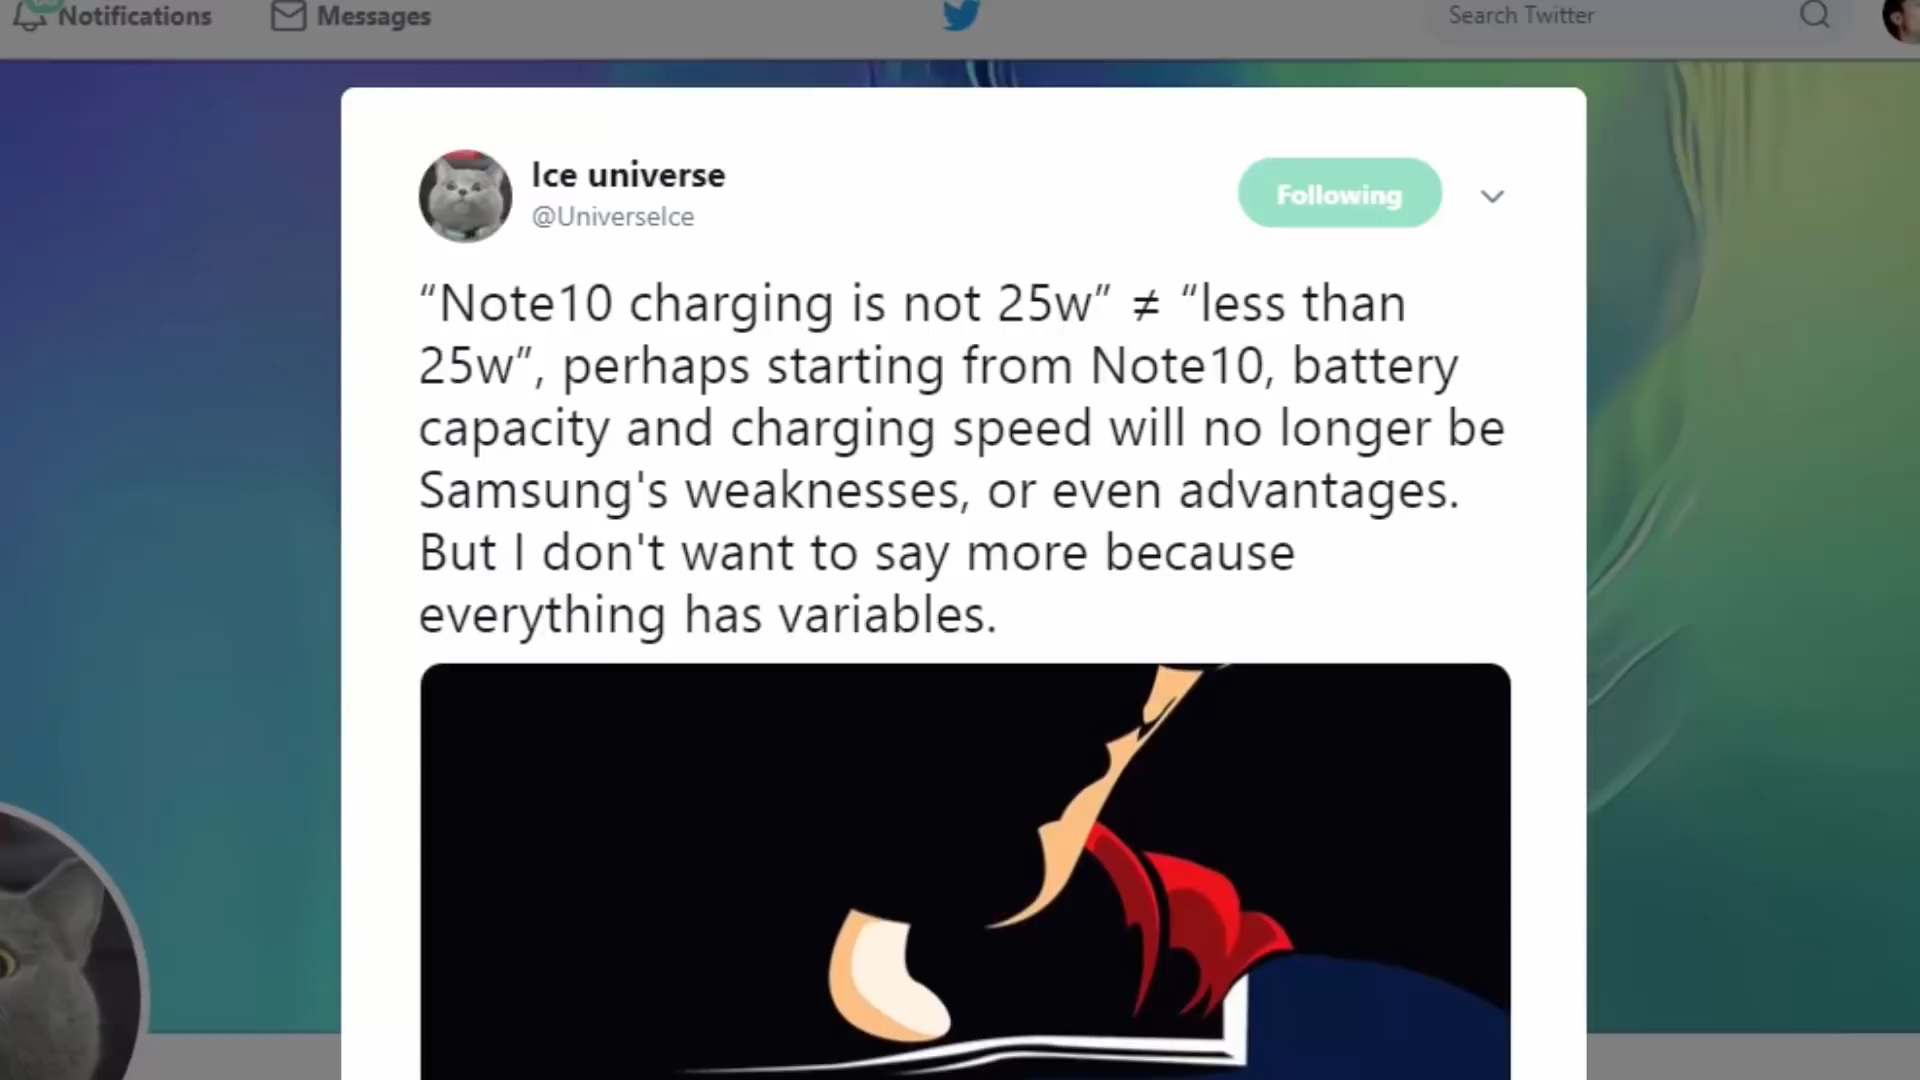 Notifications
Messages
Search Twitter
Ice universe
@UniverseIce
Following
“Note10 charging is not 25w” ≠ “less than
25w”, perhaps starting from Note10, battery
capacity and charging speed will no longer be
Samsung's weaknesses, or even advantages.
But I don't want to say more because
everything has variables.